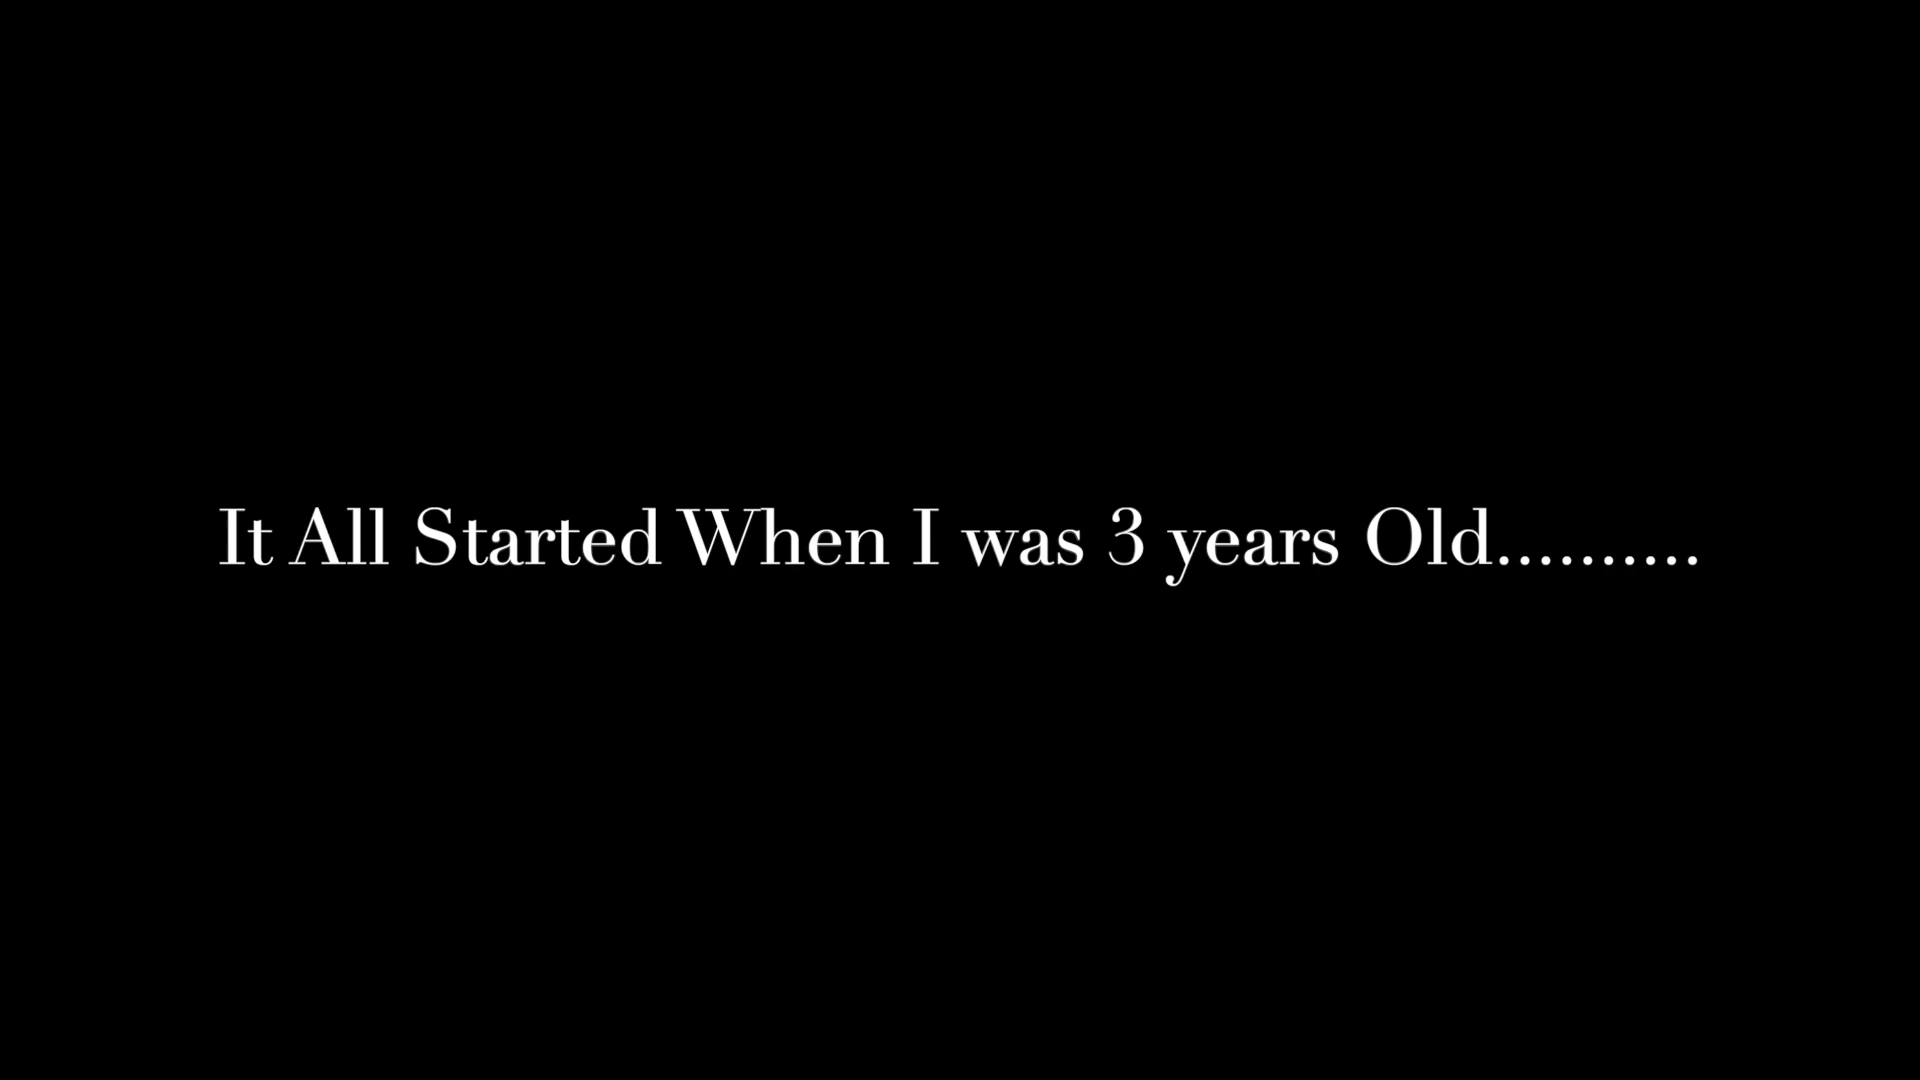 It All Started When I was 3 years Old..........